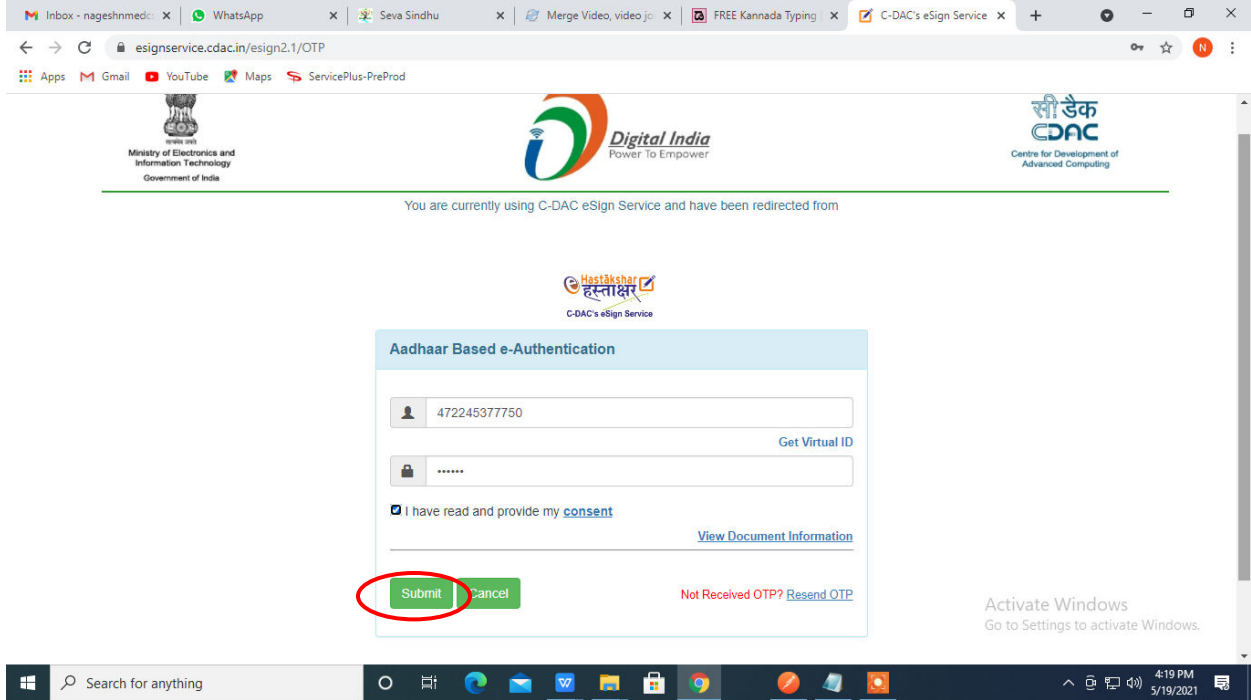 Inbox - nageshnmedc
WhatsApp
Seva Sindhu
Merge Video, video jo
FREE Kannada Typing
C-DAC's eSign Service
esignservice.cdac.in/esign2.1/OTP
N
Apps
Gmail
YouTube
Maps
ServicePlus-PreProd
सत्यमेव जयते
Ministry of Electronics and
Information Technology
Government of India
Digital India
Power To Empower
सी डैक
CDAC
Centre for Development of
Advanced Computing
You are currently using C-DAC eSign Service and have been redirected from
e Hastākshar
हस्ताक्षर
C-DAC's eSign Service
Aadhaar Based e-Authentication
472245377750
Get Virtual ID
••••••
I have read and provide my consent
View Document Information
Submit
Cancel
Not Received OTP? Resend OTP
Activate Windows
Go to Settings to activate Windows.
Search for anything
4:19 PM
5/19/2021